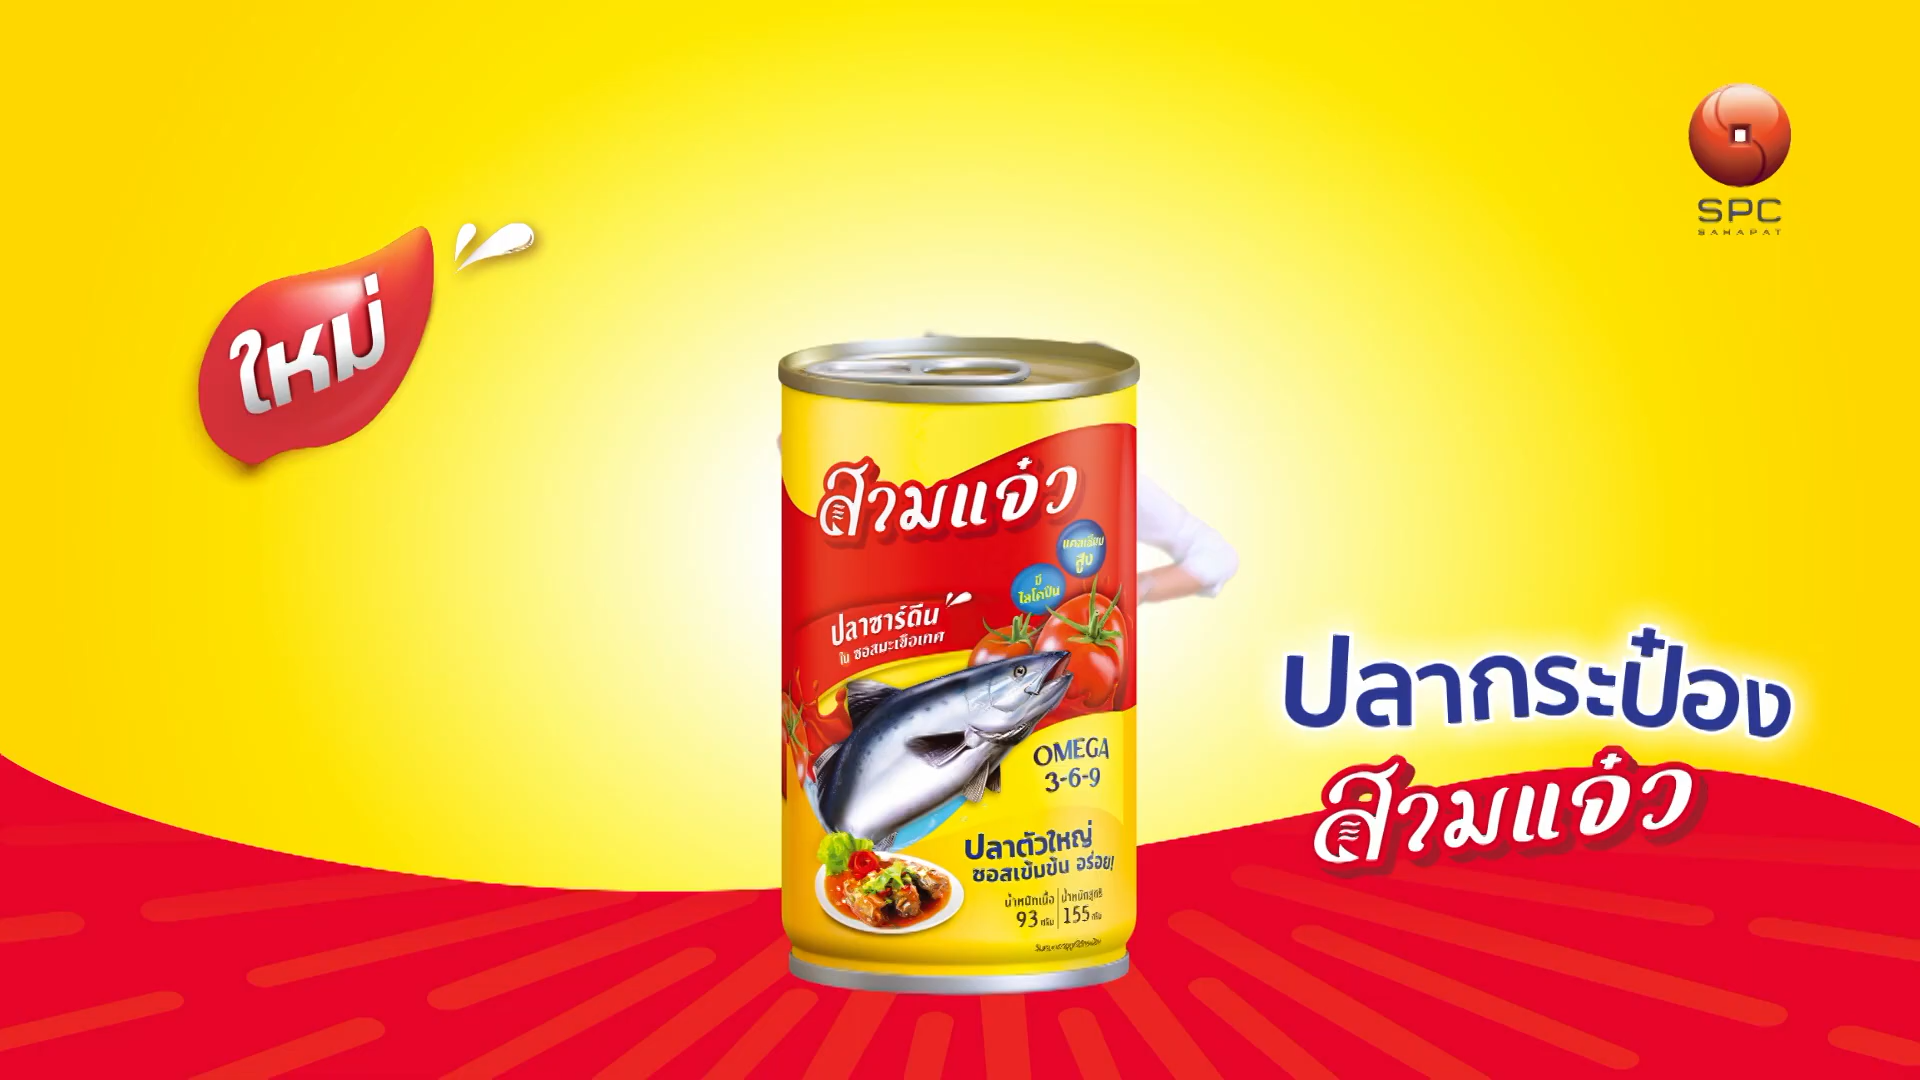 SPC
SAHAPAT
ใหม่
สามแจ๋ว
แคลเซียม
สูง
มี
ไลโคปีน
ปลาซาร์ดีน
ใน ซอสมะเขือเทศ
OMEGA
3-6-9
ปลาตัวใหญ่
ซอสเข้มข้น อร่อย!
น้ำหนักเนื้อ น้ำหนักสุทธิ
93 กรัม 155 กรัม
ปลากระป๋อง
สามแจ๋ว